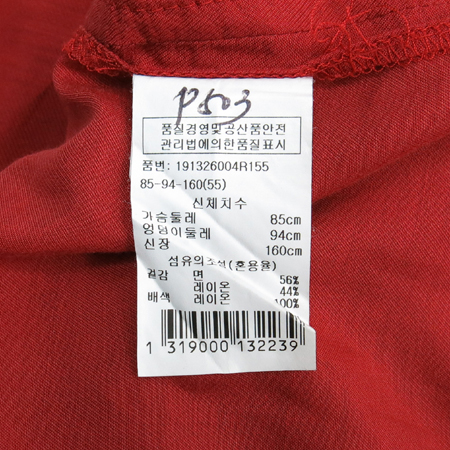 P503
품질경영및공산품안전
관리법에의한품질표시
품번: 191326004R155
85-94-160(55)
신체치수
가슴둘레 85cm
엉덩이둘레 94cm
신장 160cm
섬유의조성(혼용율)
겉감 면 56%
레이온 44%
배색 레이온 100%
1 319000 132239